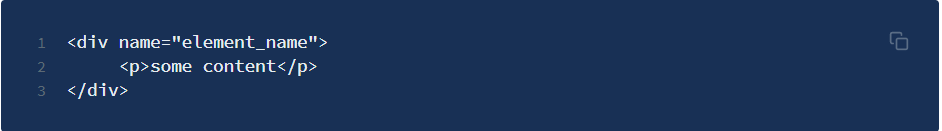 1 <div name="element_name">
2 <p>some content</p>
3 </div>